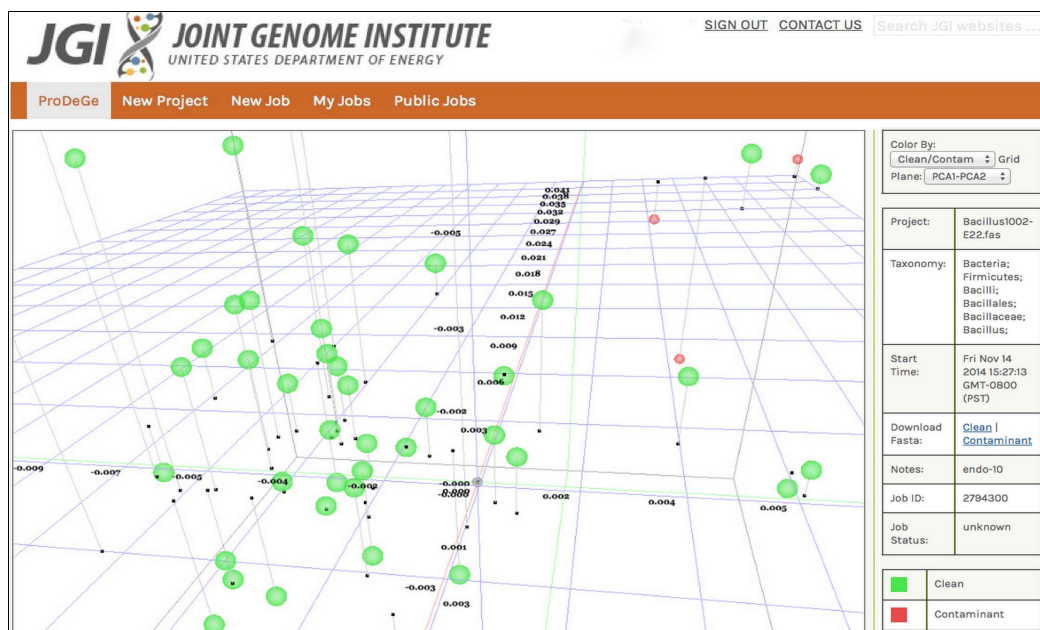 JGI JOINT GENOME INSTITUTE
UNITED STATES DEPARTMENT OF ENERGY
SIGN OUT CONTACT US Search JGI websites ...
ProDeGe New Project New Job My Jobs Public Jobs
0.041
0.038
0.035
0.032
0.029
0.027
0.024
0.021
0.018
0.015
0.012
0.009
0.006
0.003
-0.005
-0.003
-0.002
-0.009
-0.007
-0.005
-0.004
-0.002
-0.000
0.002
0.004
0.005
0.001
-0.003
0.003
Color By:
Clean/Contam Grid
Plane: PCA1-PCA2
Project: Bacillus1002-
E22.fas
Taxonomy: Bacteria;
Firmicutes;
Bacilli;
Bacillales;
Bacillaceae;
Bacillus;
Start Fri Nov 14
Time: 2014 15:27:13
GMT-0800
(PST)
Download Clean |
Fasta: Contaminant
Notes: endo-10
Job ID: 2794300
Job unknown
Status:
Clean
Contaminant